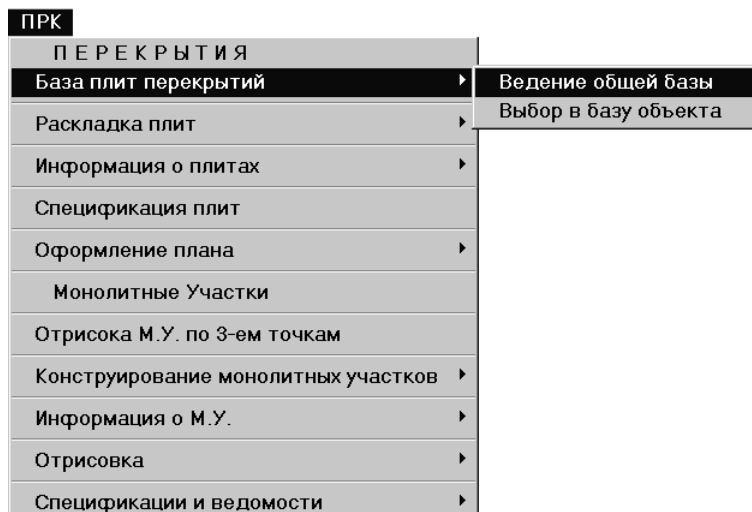 ПРК
ПЕРЕКРЫТИЯ
База плит перекрытий
Ведение общей базы
Выбор в базу объекта
Раскладка плит
Информация о плитах
Спецификация плит
Оформление плана
Монолитные Участки
Отрисока М.У. по 3-ем точкам
Конструирование монолитных участков
Информация о М.У.
Отрисовка
Спецификации и ведомости